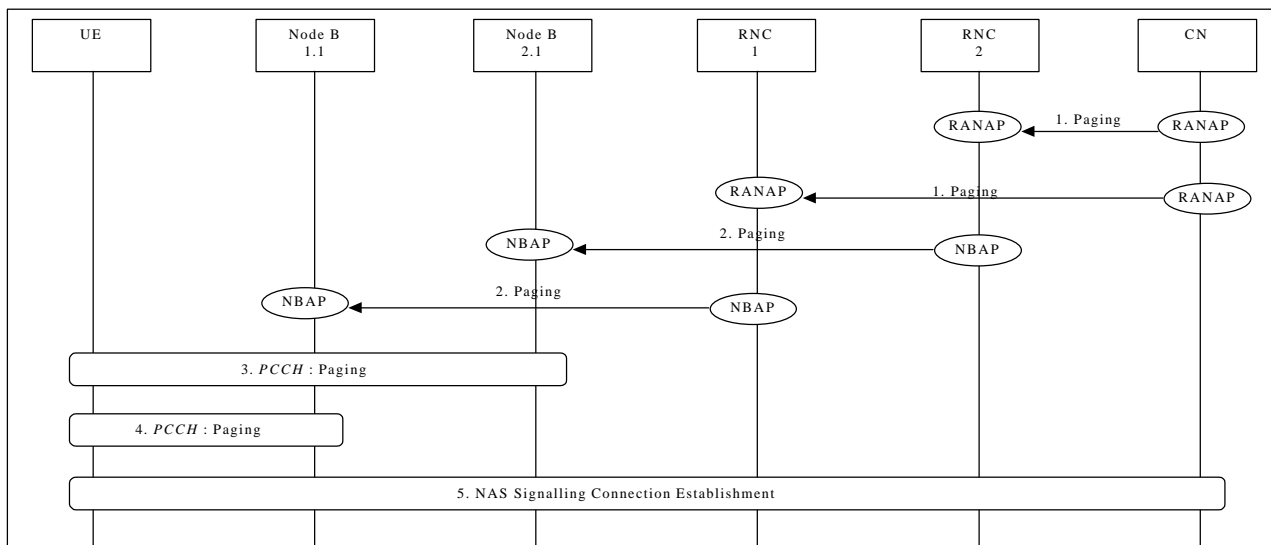 UE
Node B
1.1
Node B
2.1
RNC
1
RNC
2
CN
RANAP
1. Paging
RANAP
RANAP
1. Paging
RANAP
NBAP
2. Paging
NBAP
NBAP
2. Paging
NBAP
3. PCCH : Paging
4. PCCH : Paging
5. NAS Signalling Connection Establishment